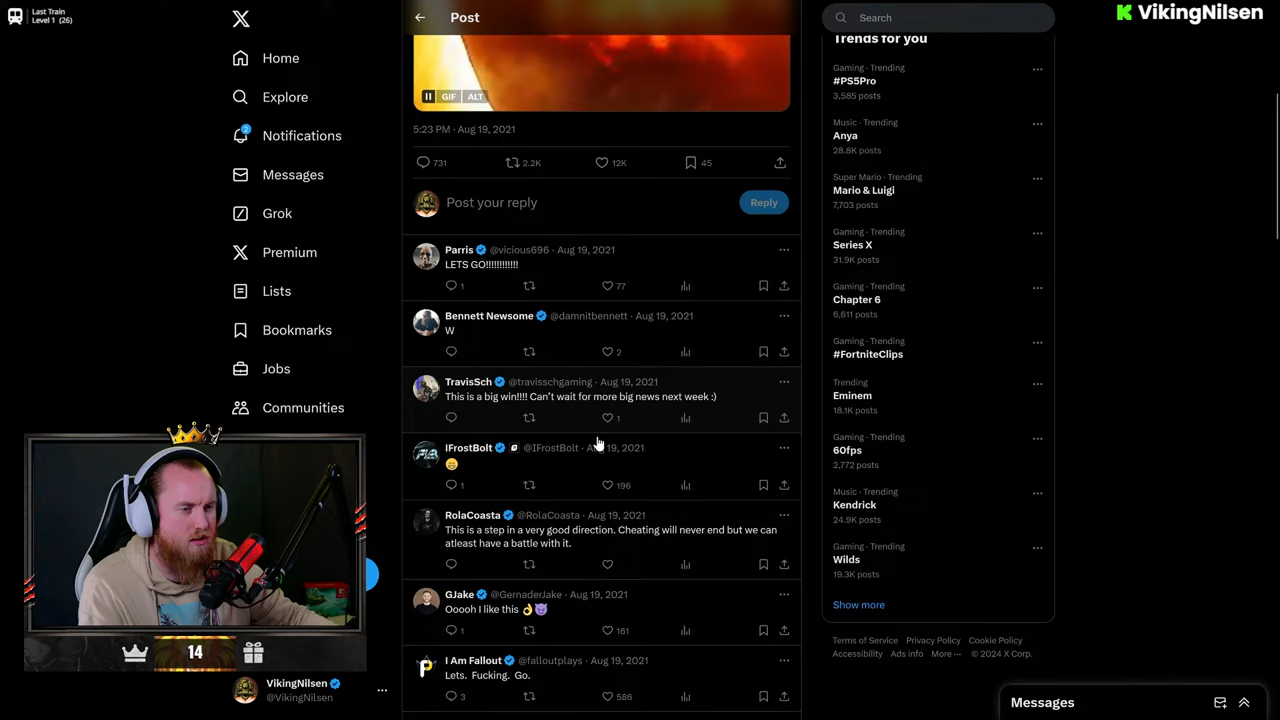 Last Train
Level 1 (26)
Home
Explore
2
Notifications
Messages
Grok
Premium
Lists
Bookmarks
Jobs
Communities
14
VikingNilsen
@VikingNilsen
Post
GIF
ALT
5:23 PM · Aug 19, 2021
731
2.2K
12K
45
Post your reply
Reply
Parris @vicious696 · Aug 19, 2021
LETS GO!!!!!!!!!!!!
1
77
Bennett Newsome @damnitbennett · Aug 19, 2021
W
2
TravisSch @travisschgaming · Aug 19, 2021
This is a big win!!!! Can't wait for more big news next week :)
1
IFrostBolt @IFrostBolt · Aug 19, 2021
😁
1
196
RolaCoasta @RolaCoasta · Aug 19, 2021
This is a step in a very good direction. Cheating will never end but we can
atleast have a battle with it.
GJake @GernaderJake · Aug 19, 2021
Ooooh I like this 👌😈
1
161
I Am Fallout @falloutplays · Aug 19, 2021
Lets. Fucking. Go.
3
586
Search
VikingNilsen
Trends for you
Gaming · Trending
#PS5Pro
3,585 posts
Music · Trending
Anya
28.8K posts
Super Mario · Trending
Mario & Luigi
7,703 posts
Gaming · Trending
Series X
31.9K posts
Gaming · Trending
Chapter 6
6,611 posts
Gaming · Trending
#FortniteClips
Trending
Eminem
18.1K posts
Gaming · Trending
60fps
2,772 posts
Music · Trending
Kendrick
24.9K posts
Gaming · Trending
Wilds
19.3K posts
Show more
Terms of Service Privacy Policy Cookie Policy
Accessibility Ads info More ··· © 2024 X Corp.
Messages